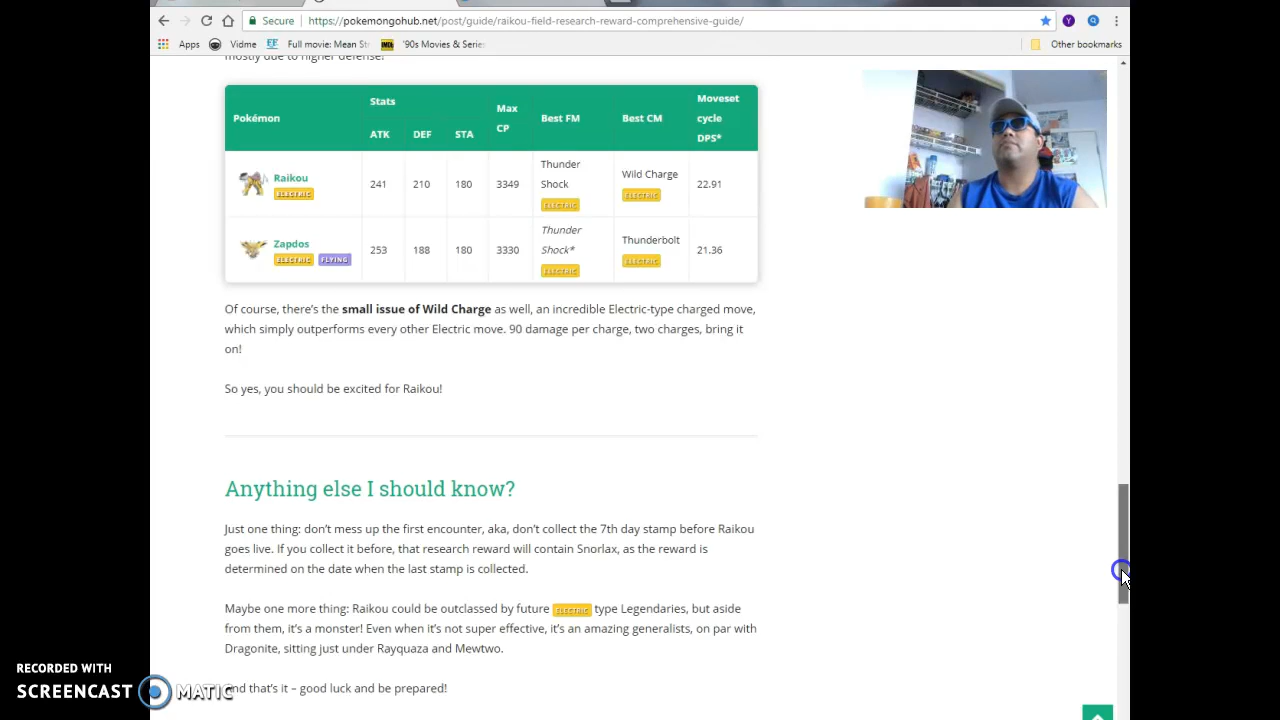 Secure
https://pokemongohub.net/post/guide/raikou-field-research-reward-comprehensive-guide/
Y
Apps Vidme Full movie: Mean Str '90s Movies & Serie Other bookmarks
mostly due to higher defense!
Pokémon Stats Max CP Best FM Best CM Moveset cycle DPS*
ATK DEF STA
Raikou ELECTRIC 241 210 180 3349 Thunder Shock ELECTRIC Wild Charge ELECTRIC 22.91
Zapdos ELECTRIC FLYING 253 188 180 3330 Thunder Shock* ELECTRIC Thunderbolt ELECTRIC 21.36
Of course, there's the small issue of Wild Charge as well, an incredible Electric-type charged move,
which simply outperforms every other Electric move. 90 damage per charge, two charges, bring it
on!
So yes, you should be excited for Raikou!
Anything else I should know?
Just one thing: don't mess up the first encounter, aka, don't collect the 7th day stamp before Raikou
goes live. If you collect it before, that research reward will contain Snorlax, as the reward is
determined on the date when the last stamp is collected.
Maybe one more thing: Raikou could be outclassed by future ELECTRIC type Legendaries, but aside
from them, it's a monster! Even when it's not super effective, it's an amazing generalists, on par with
Dragonite, sitting just under Rayquaza and Mewtwo.
And that's it – good luck and be prepared!
RECORDED WITH
SCREENCAST MATIC